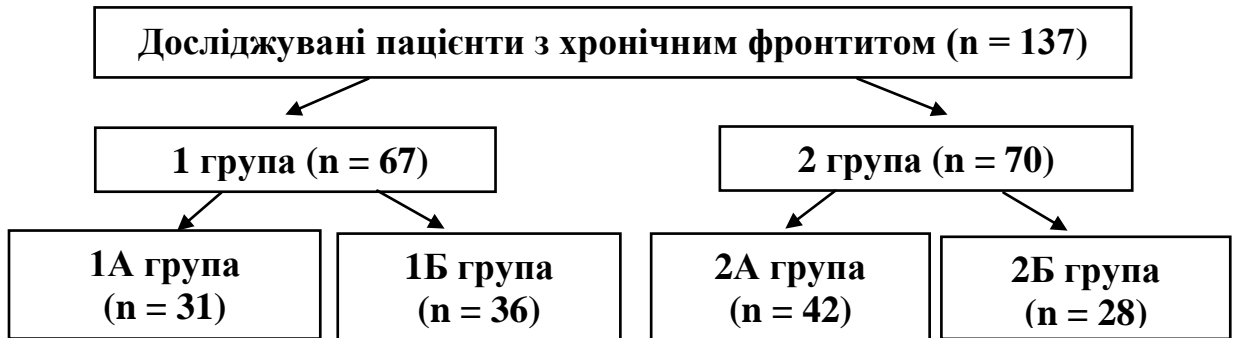 Досліджувані пацієнти з хронічним фронтитом (n = 137)
1 група (n = 67)
2 група (n = 70)
1А група
(n = 31)
1Б група
(n = 36)
2А група
(n = 42)
2Б група
(n = 28)